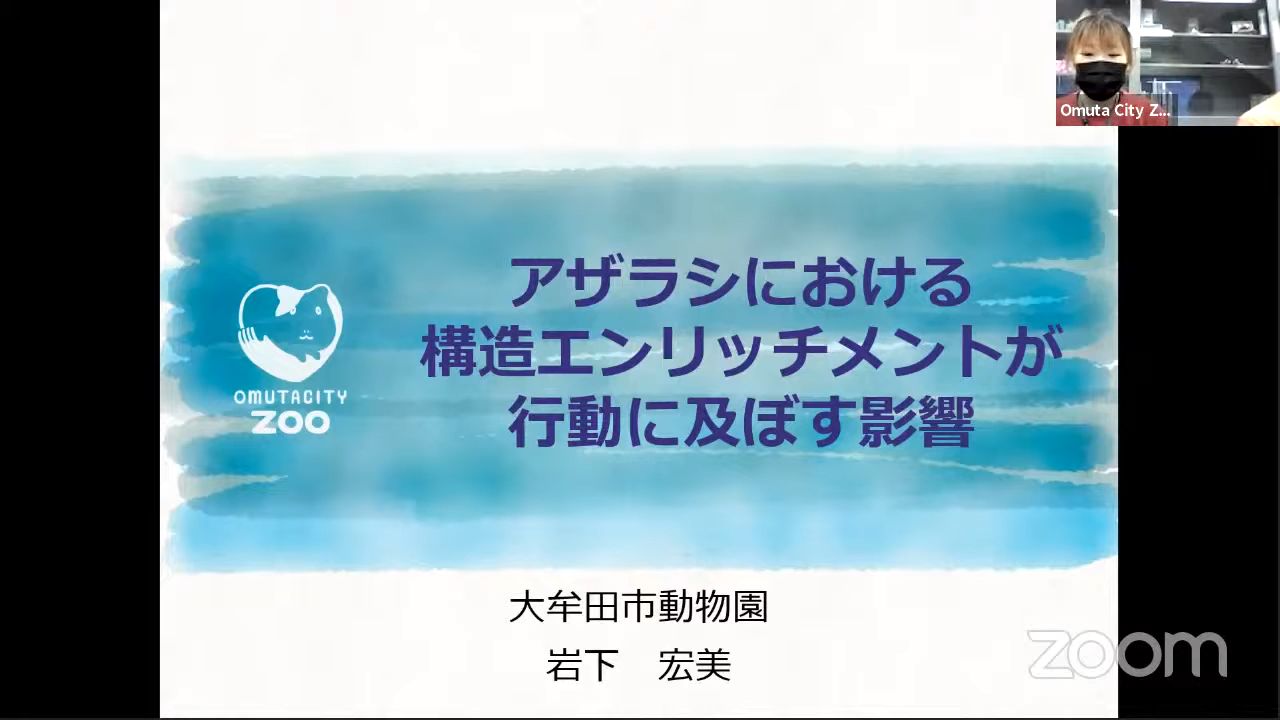 Omuta City Z...
アザラシにおける
構造エンリッチメントが
行動に及ぼす影響
OMUTACITY
ZOO
大牟田市動物園
岩下　宏美
zoom